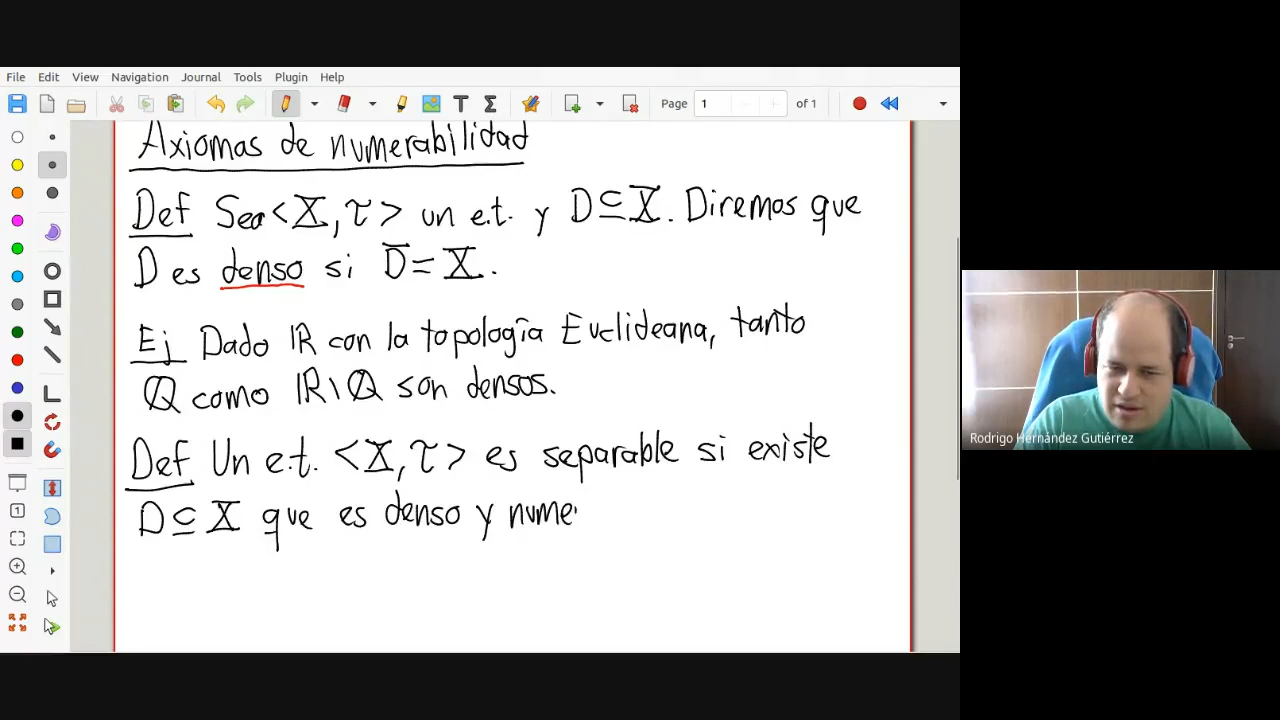 File Edit View Navigation Journal Tools Plugin Help
Page 1 of 1
Axiomas de numerabilidad
Def Sea <X, τ> un e.t. y D⊆X. Diremos que
D es denso si D̅ = X.
Ej Dado ℝ con la topología Euclideana, tanto
ℚ como ℝ\ℚ son densos.
Def Un e.t. <X, τ> es separable si existe
D ⊆ X que es denso y nume
Rodrigo Hernández Gutiérrez